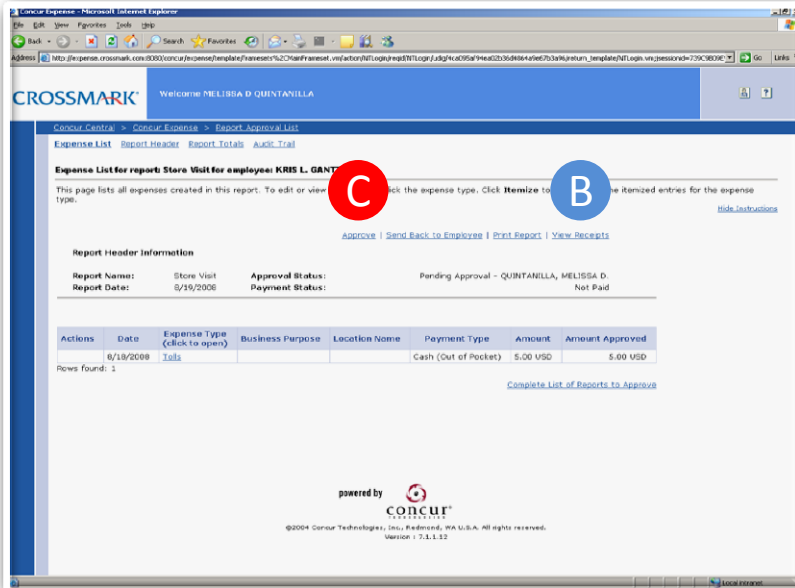 Concur Expense - Microsoft Internet Explorer
File Edit View Favorites Tools Help
Back Search Favorites
Address Go Links
CROSSMARK
Welcome MELISSA D QUINTANILLA
Concur Central > Concur Expense > Report Approval List
Expense List Report Header Report Totals Audit Trail
Expense List for report: Store Visit for employee: KRIS L.
This page lists all expenses created in this report. To edit or view
C
ick the expense type. Click Itemize to
B
e itemized entries for the expense
type.
Hide Instructions
Approve | Send Back to Employee | Print Report | View Receipts
Report Header Information
Report Name: Store Visit Approval Status: Pending Approval - QUINTANILLA, MELISSA D.
Report Date: 8/19/2008 Payment Status: Not Paid
Actions Date Expense Type (click to open) Business Purpose Location Name Payment Type Amount Amount Approved
8/18/2008 Tolls Cash (Out of Pocket) 5.00 USD 5.00 USD
Rows found: 1
Complete List of Reports to Approve
powered by
concur
©2004 Concur Technologies, Inc., Redmond, WA U.S.A. All rights reserved.
Version : 7.1.1.12
Local intranet